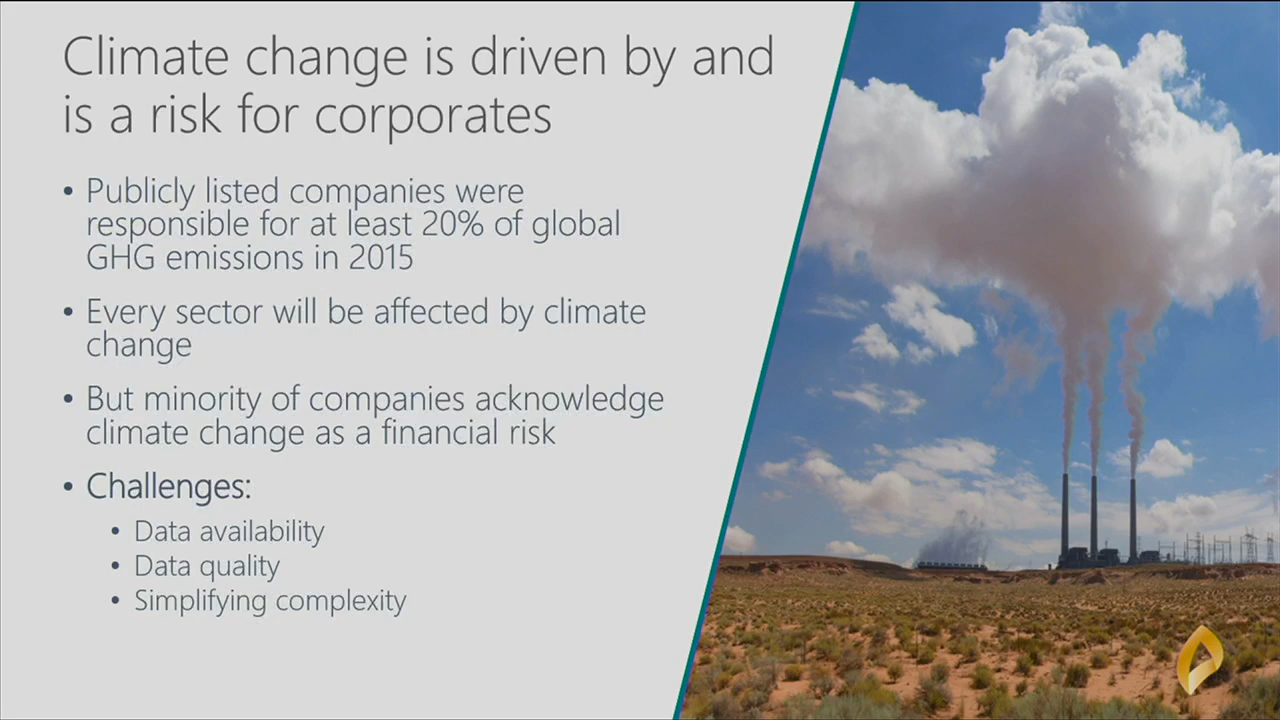 Climate change is driven by and
is a risk for corporates
• Publicly listed companies were
responsible for at least 20% of global
GHG emissions in 2015
• Every sector will be affected by climate
change
• But minority of companies acknowledge
climate change as a financial risk
• Challenges:
• Data availability
• Data quality
• Simplifying complexity